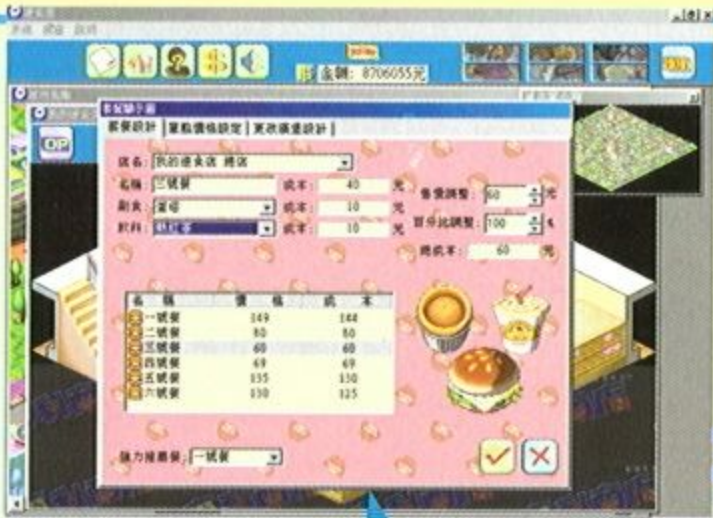 金額: 8706055元
套餐設計 單點價格設定 更改漢堡設計
店名: 我的速食店 總店
名稱 三號餐 成本: 40 元 售價調整: 60 元
副食: 蛋塔 成本: 10 元 百分比調整: 100 %
飲料: 熱紅茶 成本: 10 元 總成本: 60 元
名 稱 價 格 成 本
一號餐 149 144
二號餐 80 80
三號餐 60 60
四號餐 69 69
五號餐 135 130
六號餐 130 125
強力推薦餐: 一號餐